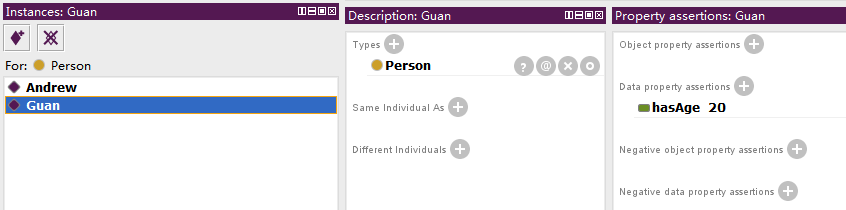 Instances: Guan
For: Person
Andrew
Guan
Description: Guan
Types
Person
Same Individual As
Different Individuals
Property assertions: Guan
Object property assertions
Data property assertions
hasAge 20
Negative object property assertions
Negative data property assertions